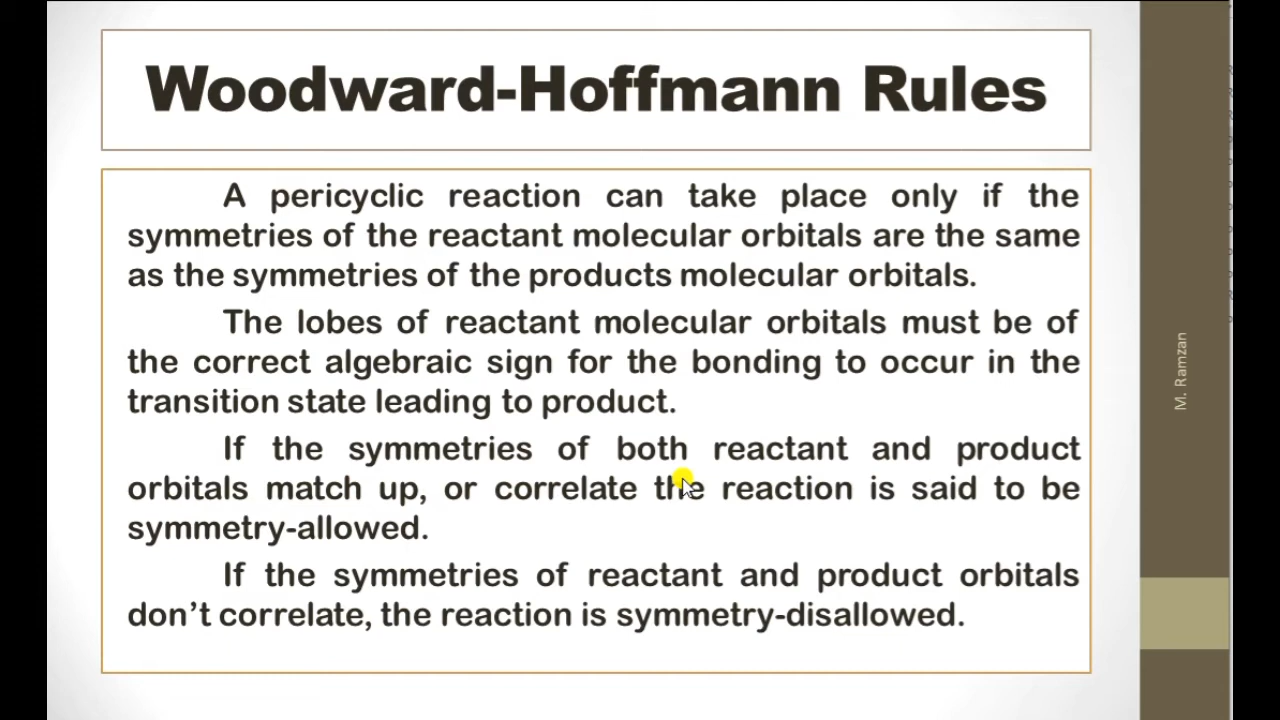 Woodward-Hoffmann Rules
A pericyclic reaction can take place only if the
symmetries of the reactant molecular orbitals are the same
as the symmetries of the products molecular orbitals.
The lobes of reactant molecular orbitals must be of
the correct algebraic sign for the bonding to occur in the
transition state leading to product.
If the symmetries of both reactant and product
orbitals match up, or correlate the reaction is said to be
symmetry-allowed.
If the symmetries of reactant and product orbitals
don't correlate, the reaction is symmetry-disallowed.
M. Ramzan